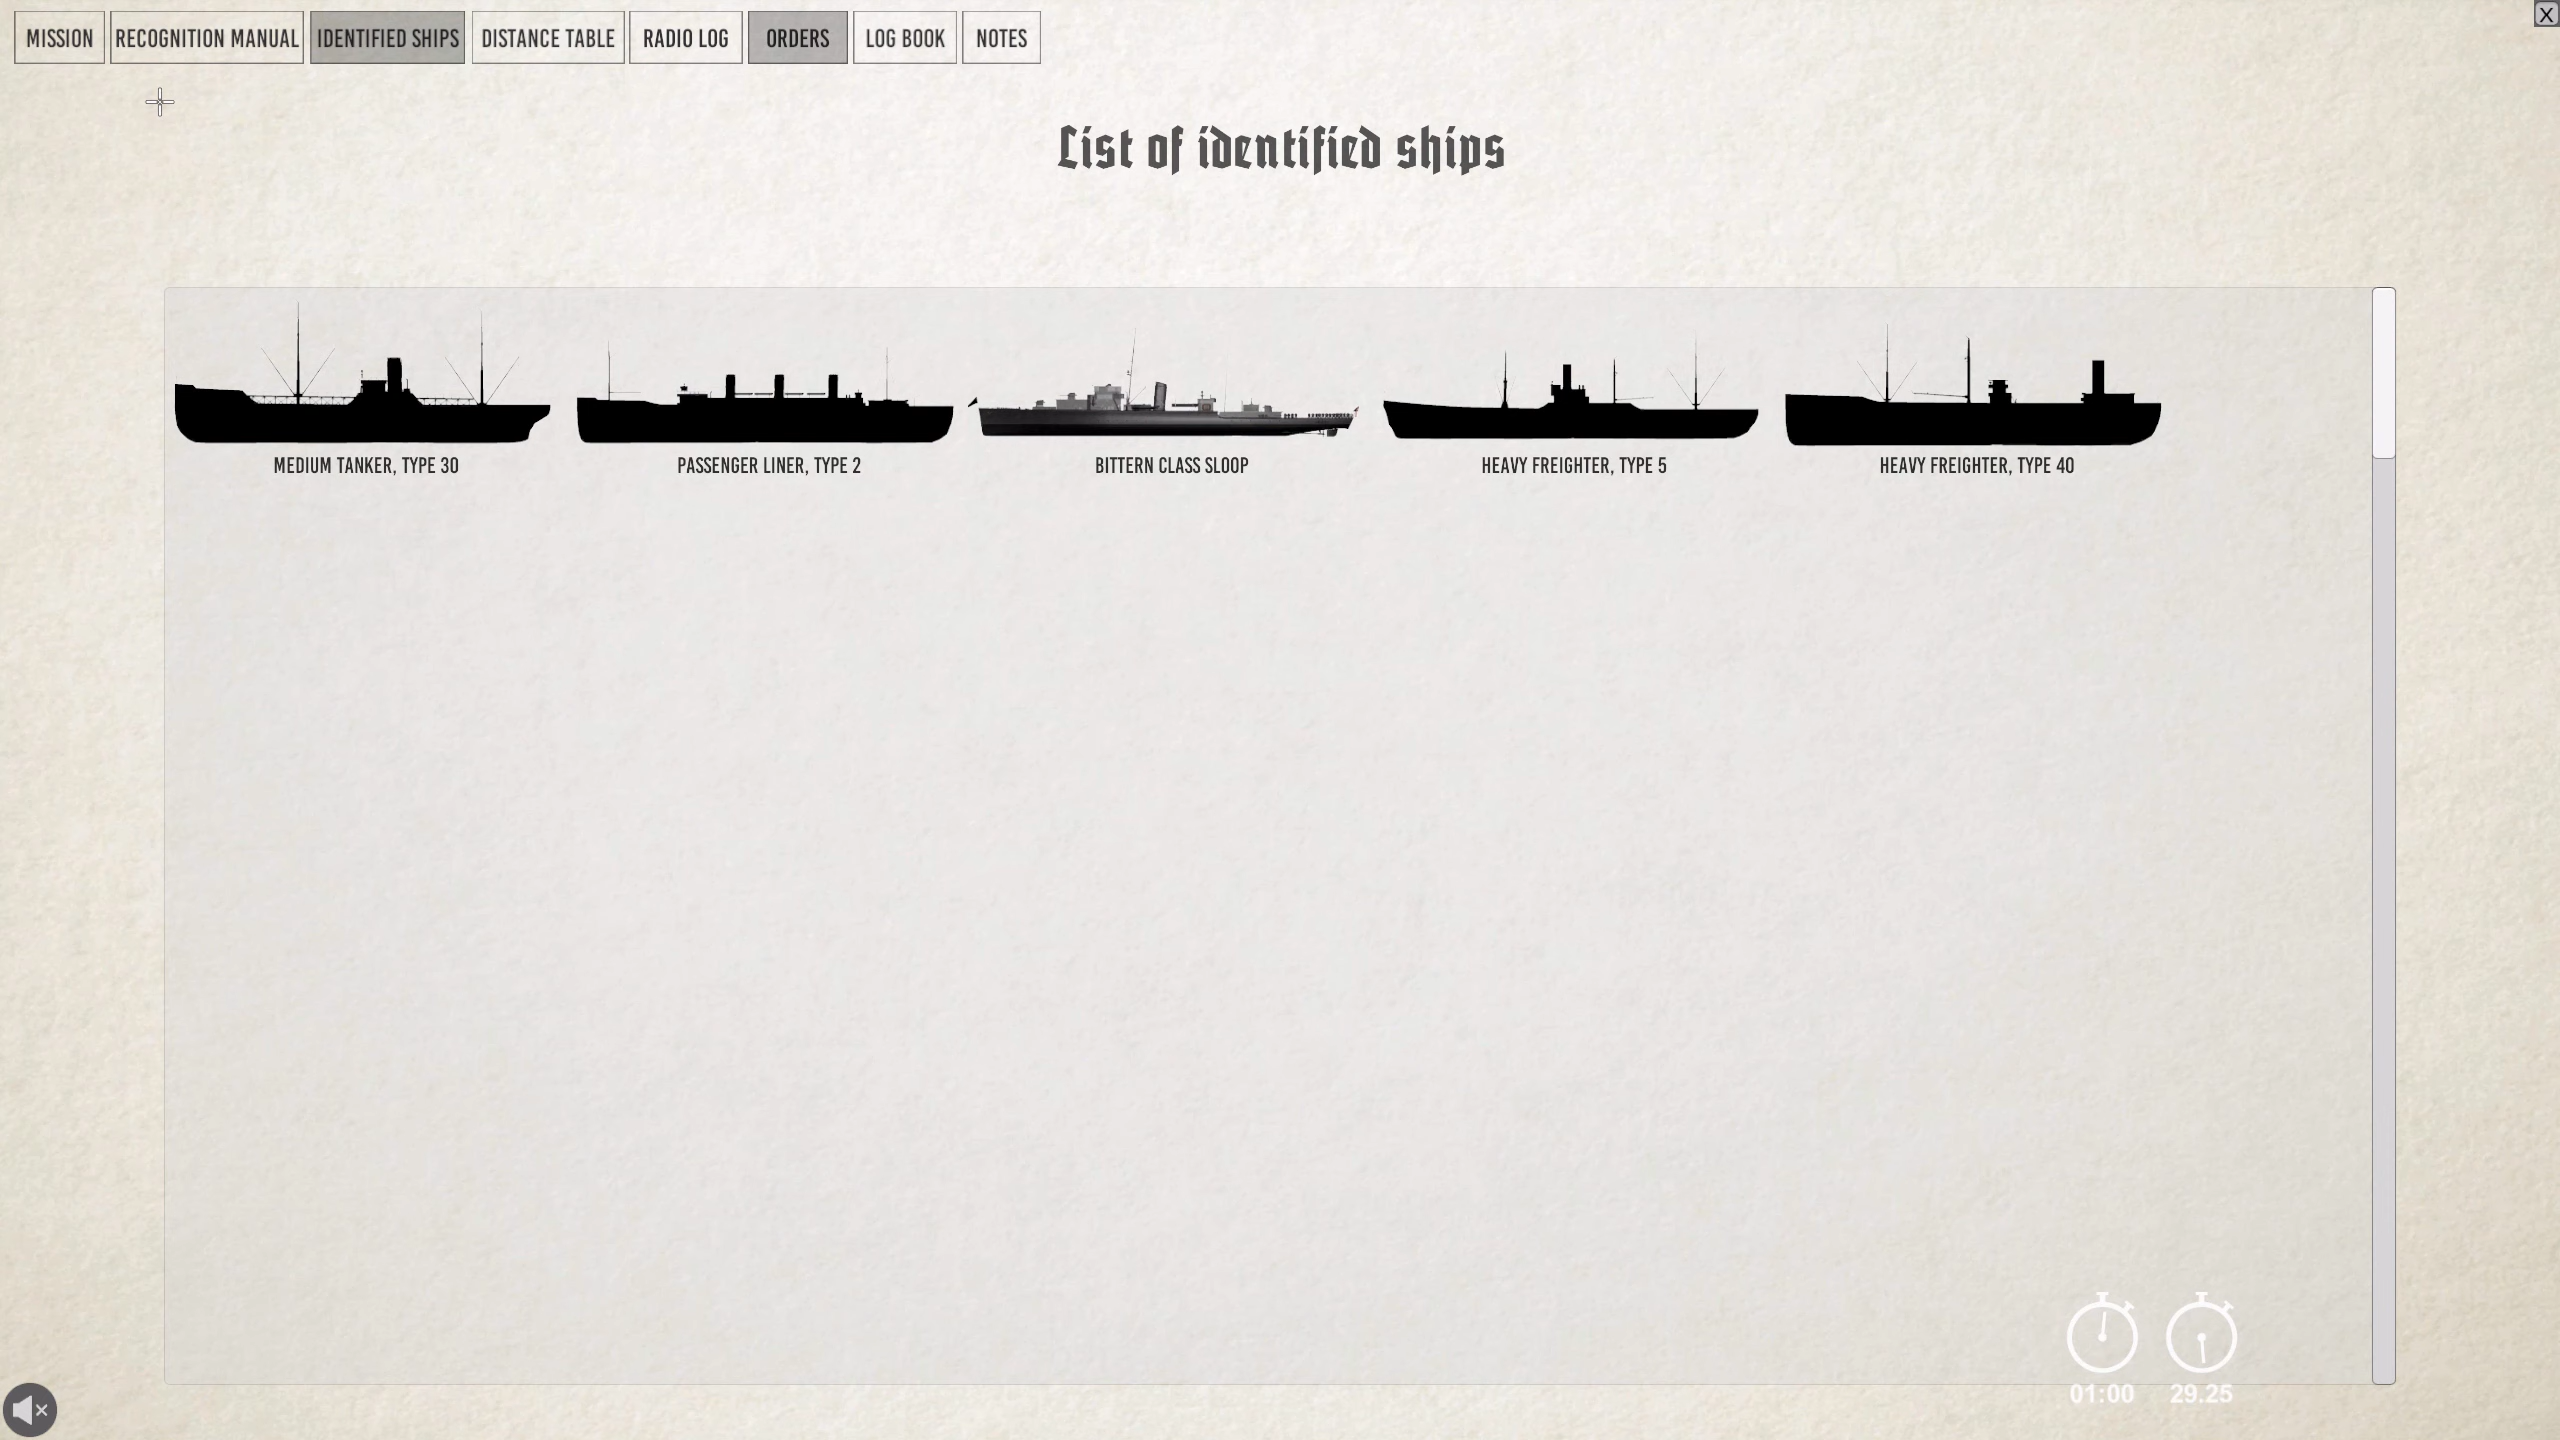 MISSION RECOGNITION MANUAL IDENTIFIED SHIPS DISTANCE TABLE RADIO LOG ORDERS LOG BOOK NOTES X
List of identified ships
MEDIUM TANKER, TYPE 30 PASSENGER LINER, TYPE 2 BITTERN CLASS SLOOP HEAVY FREIGHTER, TYPE 5 HEAVY FREIGHTER, TYPE 40
01:00 29.25